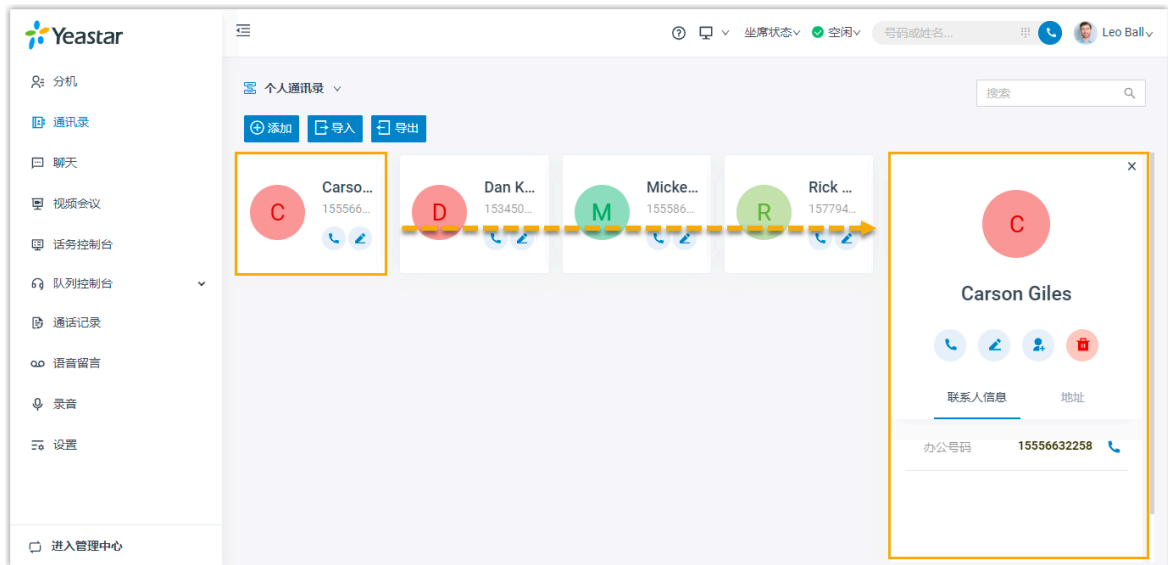 Yeastar
坐席状态
空闲
号码或姓名...
Leo Ball
分机
通讯录
聊天
视频会议
话务控制台
队列控制台
通话记录
语音留言
录音
设置
进入管理中心
个人通讯录
搜索
添加
导入
导出
C
Carso...
155566...
D
Dan K...
153450...
M
Micke...
155586...
R
Rick ...
157794...
C
Carson Giles
联系人信息
地址
办公号码
15556632258